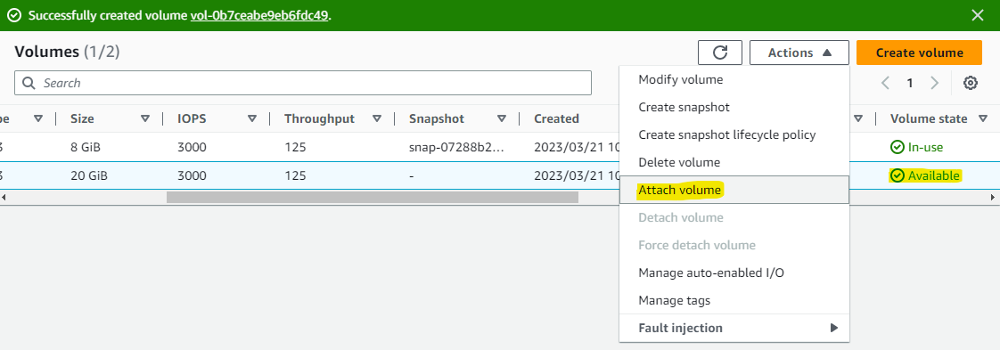 Successfully created volume vol-0b7ceabe9eb6fdc49.
Volumes (1/2)
Actions
Create volume
Search
1
Modify volume
Create snapshot
Create snapshot lifecycle policy
Delete volume
Attach volume
Detach volume
Force detach volume
Manage auto-enabled I/O
Manage tags
Fault injection
pe Size IOPS Throughput Snapshot Created Volume state
3 8 GiB 3000 125 snap-07288b2... 2023/03/21 10 In-use
3 20 GiB 3000 125 - 2023/03/21 10 Available